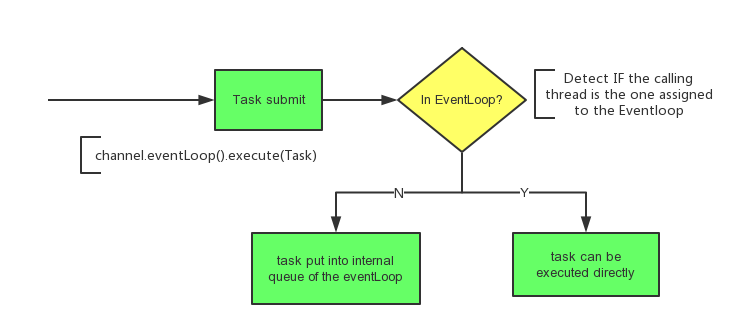 Task submit
In EventLoop?
Detect IF the calling
thread is the one assigned
to the Eventloop
channel.eventLoop().execute(Task)
N
Y
task put into internal
queue of the eventLoop
task can be
executed directly